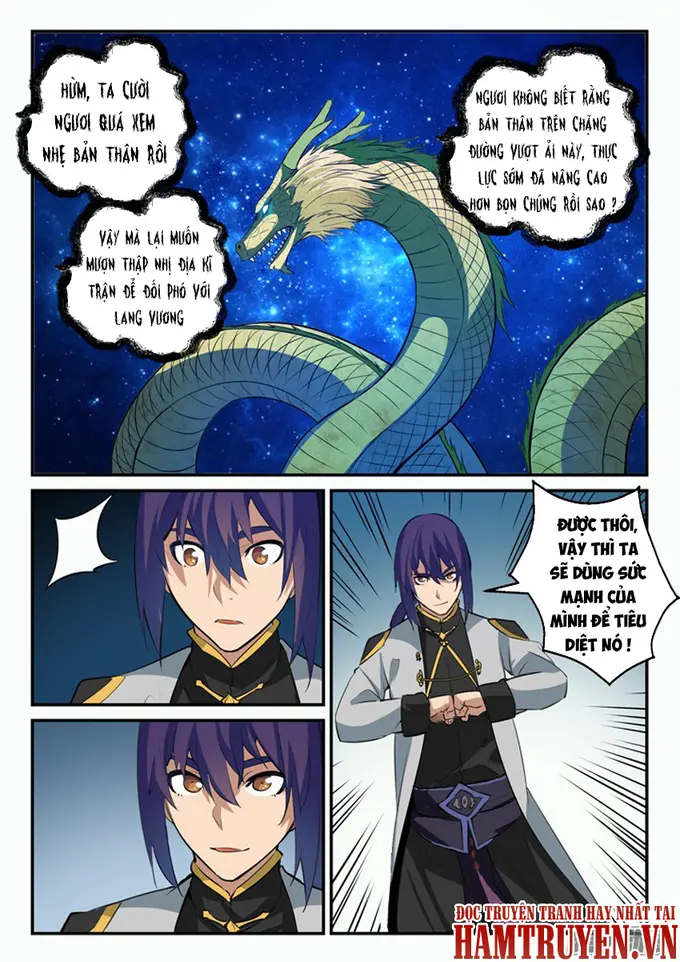 HỪM, TA CƯỜI
NGƯƠI QUÁ XEM
NHẸ BẢN THÂN RỒI
NGƯƠI KHÔNG BIẾT RẰNG
BẢN THÂN TRÊN CHẶNG
ĐƯỜNG VƯỢT ẢI NÀY, THỰC
LỰC SỚM ĐÃ NÂNG CAO
HƠN BỌN CHÚNG RỒI SAO ?
VẬY MÀ LẠI MUỐN
MƯỢN THẬP NHỊ ĐỊA KĨ
TRẬN ĐỂ ĐỐI PHÓ VỚI
LANG VƯƠNG
ĐƯỢC THÔI,
VẬY THÌ TA
SẼ DÙNG SỨC
MẠNH CỦA
MÌNH ĐỂ TIÊU
DIỆT NÓ !
ĐỌC TRUYỆN TRANH HAY NHẤT TẠI
HAMTRUYEN.VN